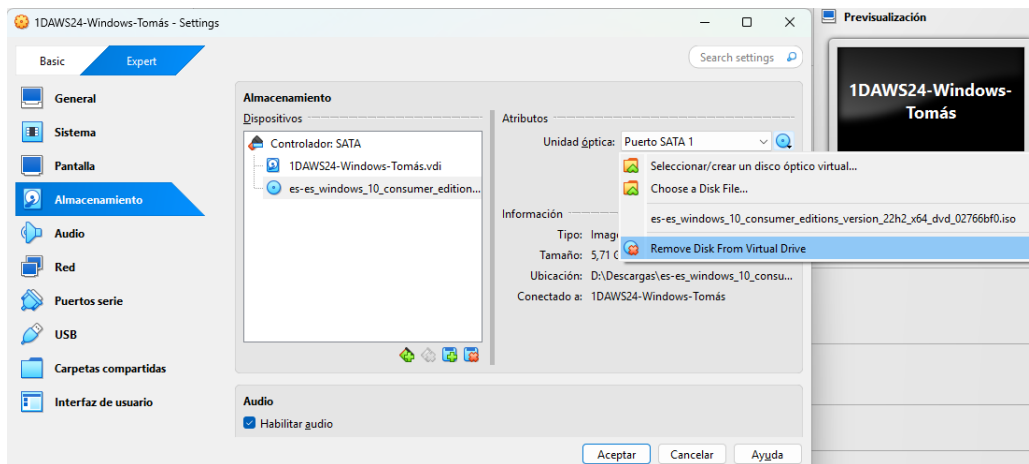 1DAWS24-Windows-Tomás - Settings
Basic
Expert
Search settings
General
Sistema
Pantalla
Almacenamiento
Audio
Red
Puertos serie
USB
Carpetas compartidas
Interfaz de usuario
Almacenamiento
Dispositivos
Controlador: SATA
1DAWS24-Windows-Tomás.vdi
es-es_windows_10_consumer_edition...
Atributos
Unidad óptica: Puerto SATA 1
Seleccionar/crear un disco óptico virtual...
Choose a Disk File...
es-es_windows_10_consumer_editions_version_22h2_x64_dvd_02766bf0.iso
Remove Disk From Virtual Drive
Información
Tipo: Imag
Tamaño: 5,71 G
Ubicación: D:\Descargas\es-es_windows_10_consu...
Conectado a: 1DAWS24-Windows-Tomás
Audio
Habilitar audio
Aceptar
Cancelar
Ayuda
Previsualización
1DAWS24-Windows-
Tomás